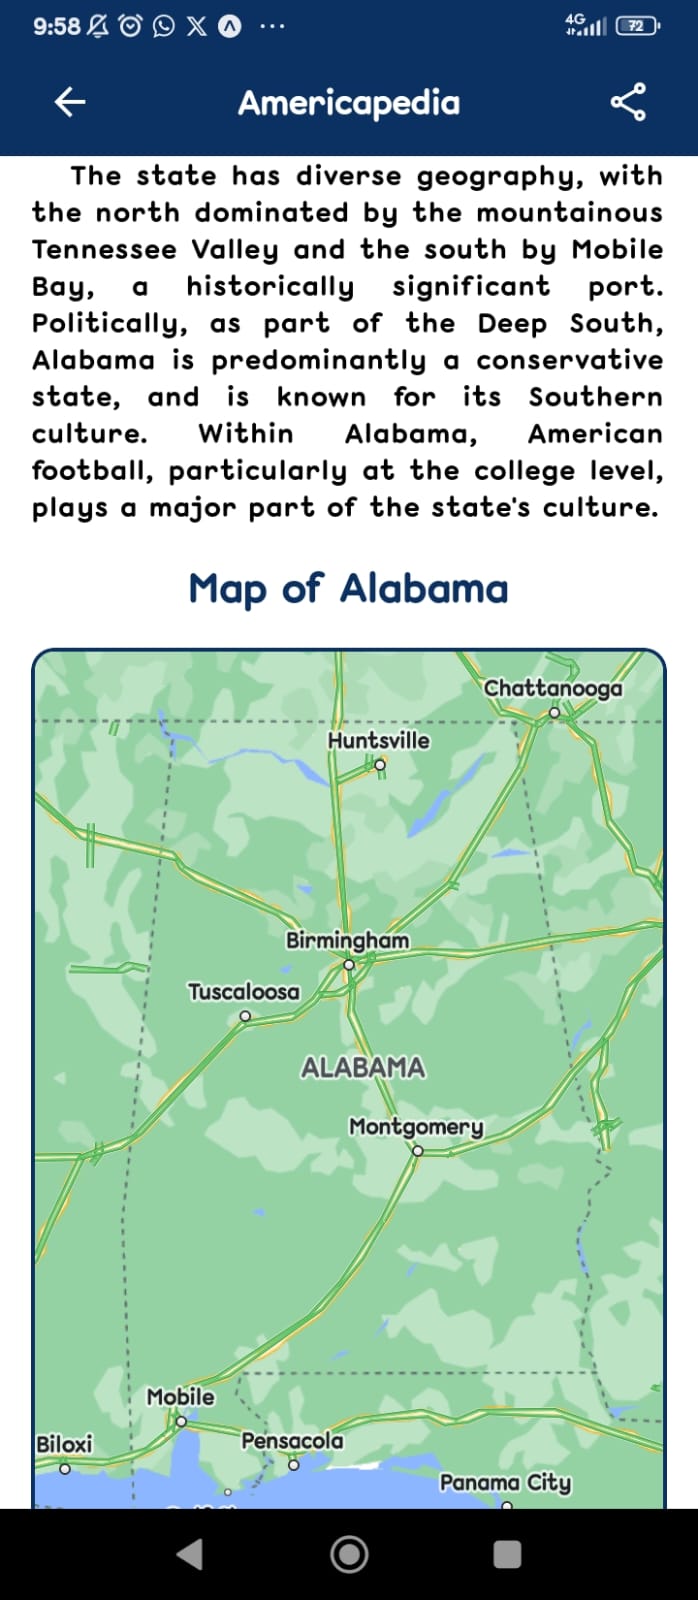 9:58
4G
72
Americapedia
The state has diverse geography, with
the north dominated by the mountainous
Tennessee Valley and the south by Mobile
Bay, a historically significant port.
Politically, as part of the Deep South,
Alabama is predominantly a conservative
state, and is known for its Southern
culture. Within Alabama, American
football, particularly at the college level,
plays a major part of the state's culture.
Map of Alabama
Chattanooga
Huntsville
Birmingham
Tuscaloosa
ALABAMA
Montgomery
Mobile
Biloxi
Pensacola
Panama City